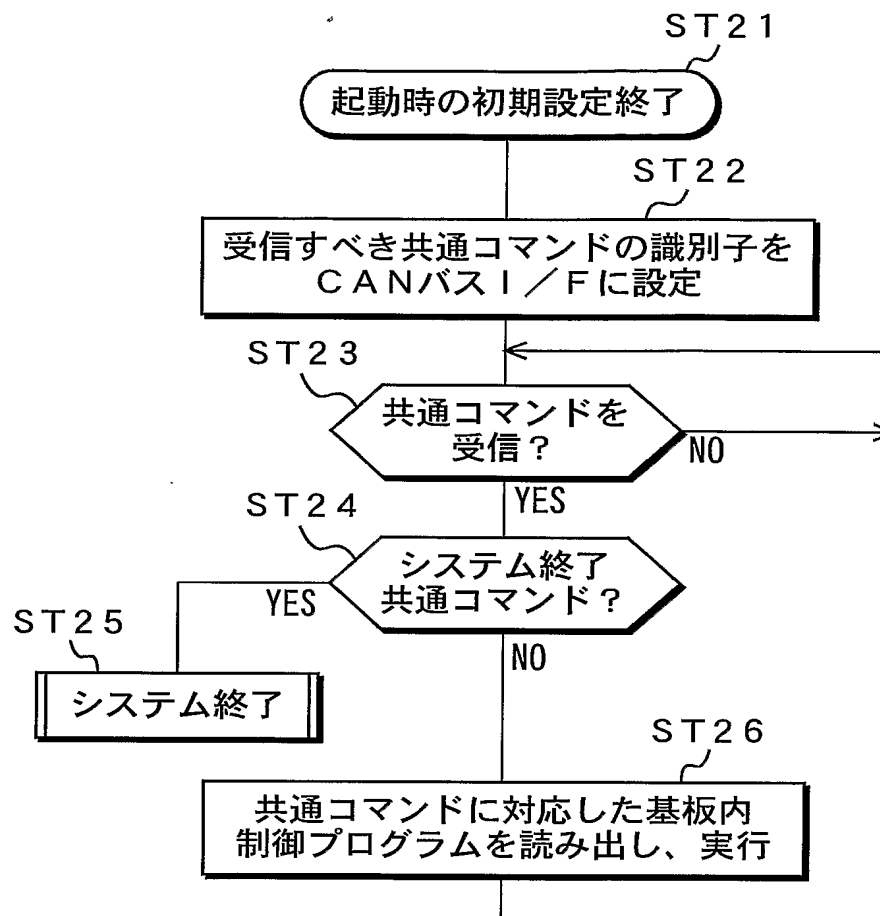 ST21
起動時の初期設定終了
ST22
受信すべき共通コマンドの識別子を
CANバスI/Fに設定
ST23
共通コマンドを
受信?
NO
YES
ST24
システム終了
共通コマンド?
YES
NO
ST25
システム終了
ST26
共通コマンドに対応した基板内
制御プログラムを読み出し、実行